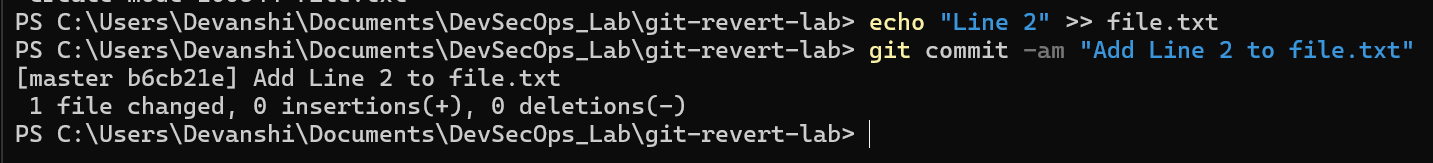 PS C:\Users\Devanshi\Documents\DevSecOps_Lab\git-revert-lab> echo "Line 2" >> file.txt
PS C:\Users\Devanshi\Documents\DevSecOps_Lab\git-revert-lab> git commit -am "Add Line 2 to file.txt"
[master b6cb21e] Add Line 2 to file.txt
 1 file changed, 0 insertions(+), 0 deletions(-)
PS C:\Users\Devanshi\Documents\DevSecOps_Lab\git-revert-lab>